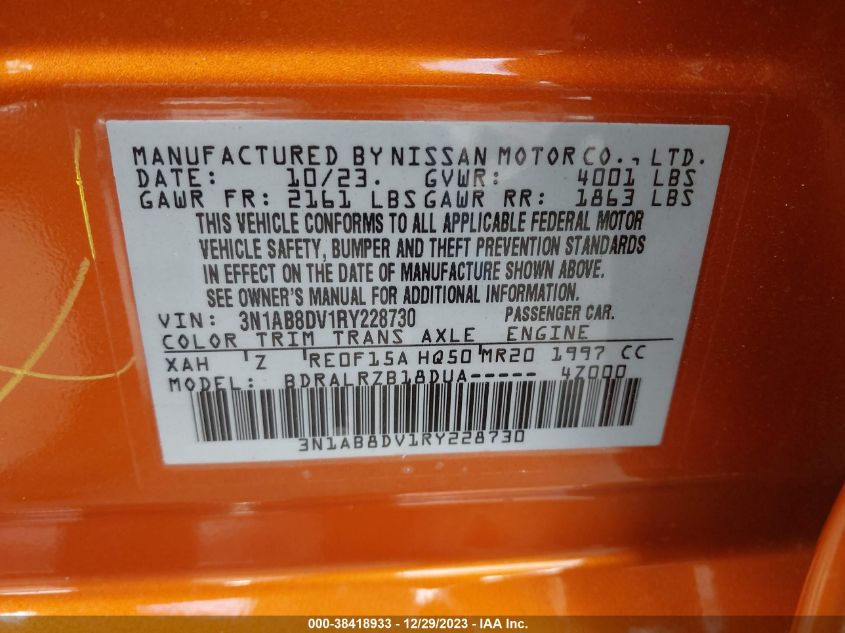 MANUFACTURED BY NISSAN MOTOR CO., LTD.
DATE: 10/23. GVWR: 4001 LBS
GAWR FR: 2161 LBS GAWR RR: 1863 LBS
THIS VEHICLE CONFORMS TO ALL APPLICABLE FEDERAL MOTOR
VEHICLE SAFETY, BUMPER AND THEFT PREVENTION STANDARDS
IN EFFECT ON THE DATE OF MANUFACTURE SHOWN ABOVE.
SEE OWNER'S MANUAL FOR ADDITIONAL INFORMATION.
VIN: 3N1AB8DV1RY228730 PASSENGER CAR.
COLOR TRIM TRANS AXLE ENGINE
XAH Z RE0F15A HQ50 MR20 1997 CC
MODEL: BDRALRZB18DUA----- 4Z000
3N1AB8DV1RY228730
000-38418933 - 12/29/2023 - IAA Inc.